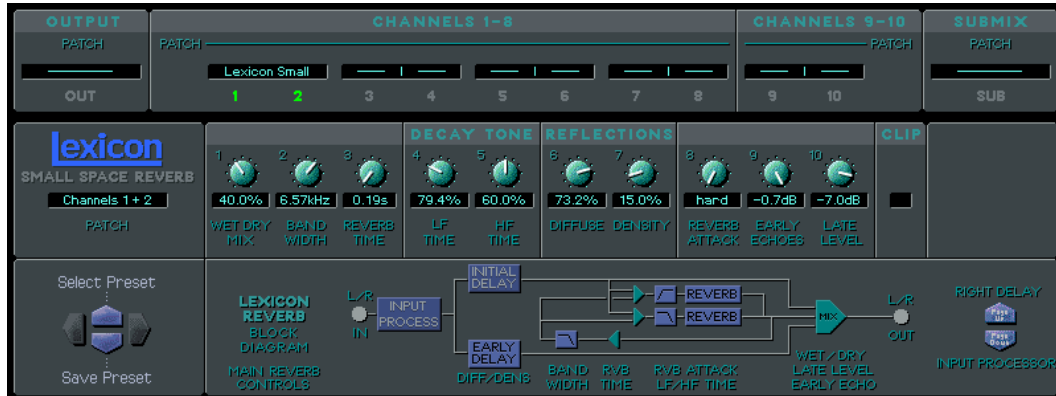 OUTPUT CHANNELS 1-8 CHANNELS 9-10 SUBMIX
PATCH PATCH PATCH PATCH
Lexicon Small
OUT 1 2 3 4 5 6 7 8 9 10 SUB
lexicon
SMALL SPACE REVERB
Channels 1 + 2
PATCH
DECAY TONE REFLECTIONS CLIP
1 2 3 4 5 6 7 8 9 10
40.0% 6.57kHz 0.19s 79.4% 60.0% 73.2% 15.0% hard -0.7dB -7.0dB
WET DRY BAND REVERB LF HF DIFFUSE DENSITY REVERB EARLY LATE
MIX WIDTH TIME TIME TIME ATTACK ECHOES LEVEL
Select Preset
Save Preset
LEXICON
REVERB
BLOCK
DIAGRAM
MAIN REVERB
CONTROLS
L/R
IN
INPUT
PROCESS
INITIAL
DELAY
EARLY
DELAY
DIFF/DENS
REVERB
REVERB
BAND RVB RVB ATTACK
WIDTH TIME LF/HF TIME
MIX
WET/DRY
LATE LEVEL
EARLY ECHO
L/R
OUT
RIGHT DELAY
Page
Up
Page
Down
INPUT PROCESSOR